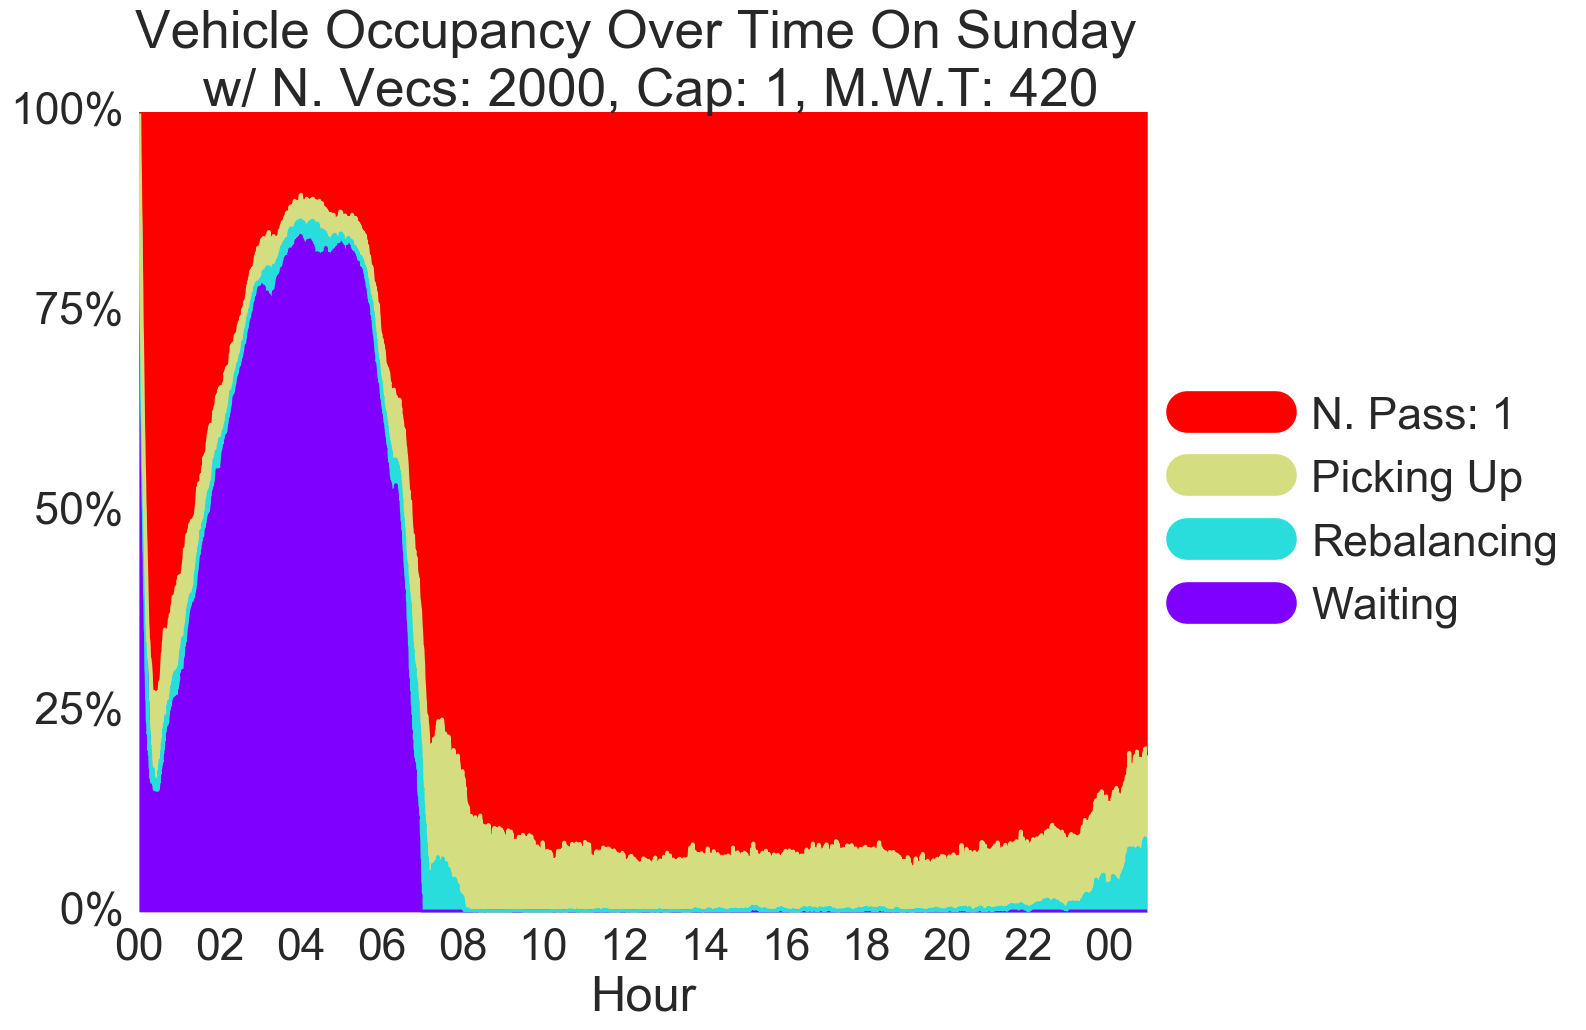 Vehicle Occupancy Over Time On Sunday
w/ N. Vecs: 2000, Cap: 1, M.W.T: 420
100%
75%
50%
25%
0%
00 02 04 06 08 10 12 14 16 18 20 22 00
Hour
N. Pass: 1
Picking Up
Rebalancing
Waiting